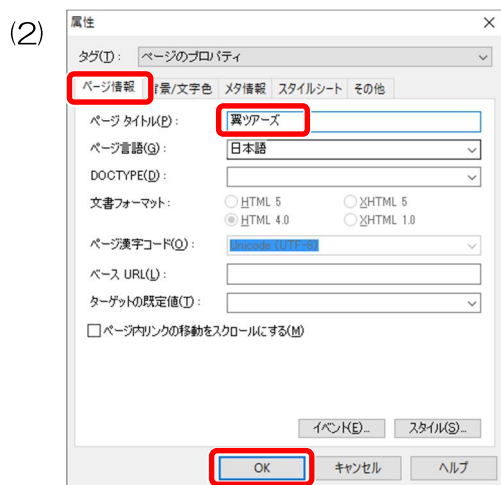 (2)
属性
タグ(T): ページのプロパティ
ページ情報 背景/文字色 メタ情報 スタイルシート その他
ページ タイトル(P): 翼ツアーズ
ページ言語(G): 日本語
DOCTYPE(D):
文書フォーマット: HTML 5 XHTML 5
HTML 4.0 XHTML 1.0
ページ漢字コード(O): Unicode (UTF-8)
ベース URL(L):
ターゲットの既定値(T):
ページ内リンクの移動をスクロールにする(M)
イベント(E)... スタイル(S)...
OK キャンセル ヘルプ